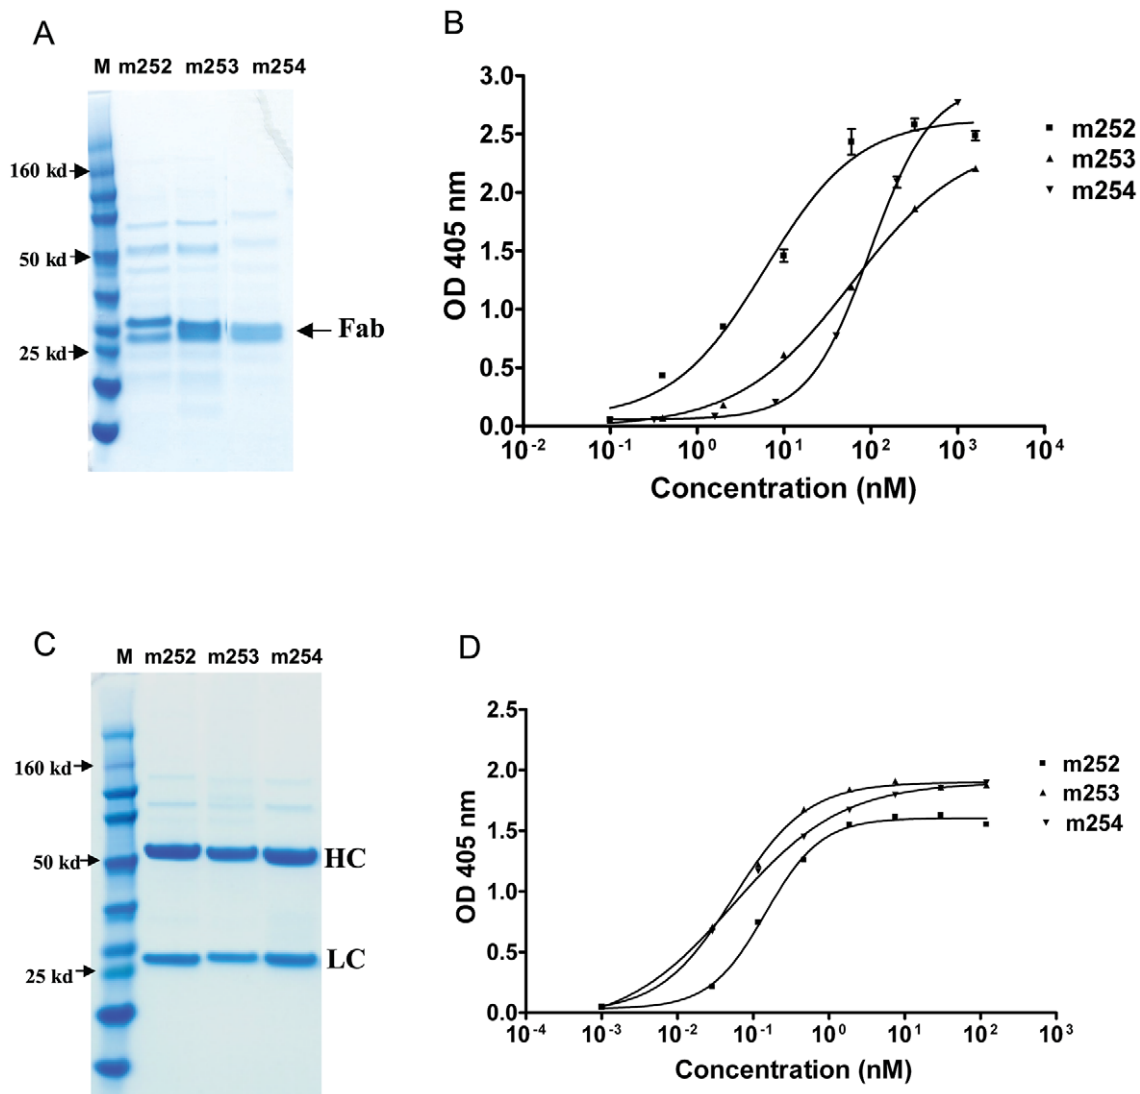 A
M m252 m253 m254
160 kd
50 kd
25 kd
Fab
B
3.0
2.5
2.0
1.5
1.0
0.5
0.0
OD 405 nm
10-2 10-1 100 101 102 103 104
Concentration (nM)
m252
m253
m254
C
M m252 m253 m254
160 kd
50 kd
25 kd
HC
LC
D
2.5
2.0
1.5
1.0
0.5
0.0
OD 405 nm
10-4 10-3 10-2 10-1 100 101 102 103
Concentration (nM)
m252
m253
m254